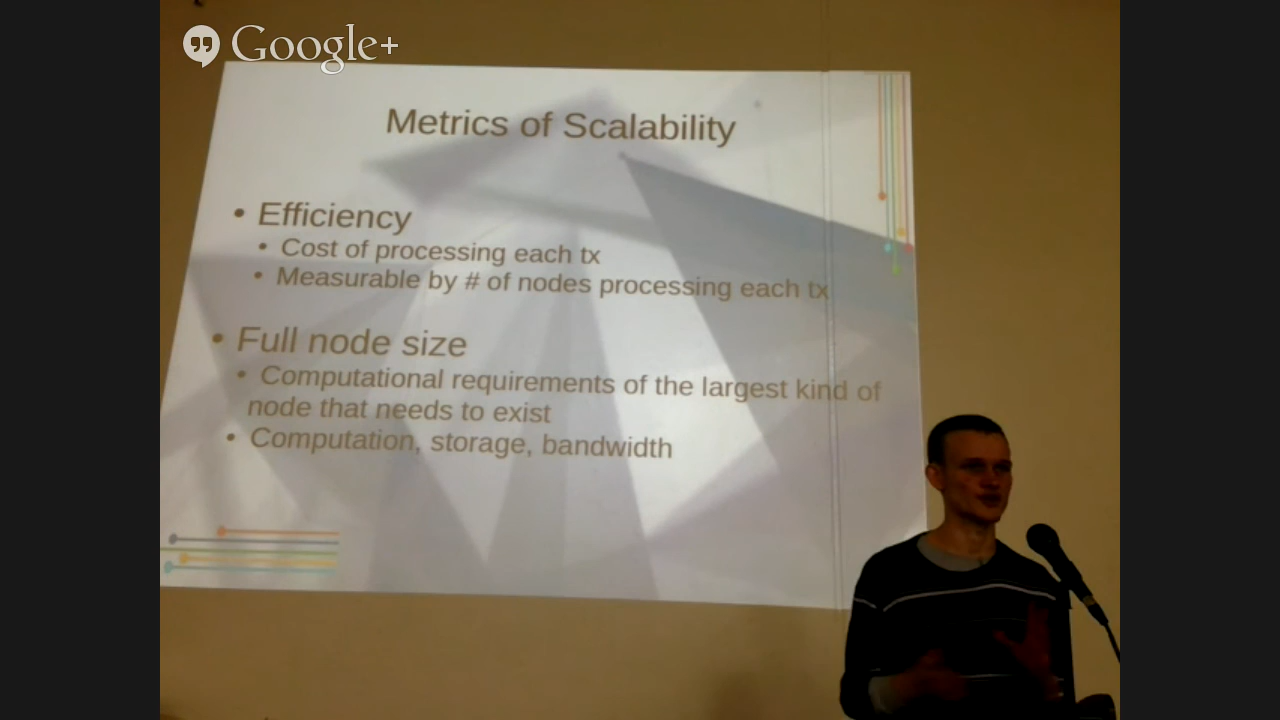 Google+
Metrics of Scalability
• Efficiency
• Cost of processing each tx
• Measurable by # of nodes processing each tx
• Full node size
• Computational requirements of the largest kind of
node that needs to exist
• Computation, storage, bandwidth